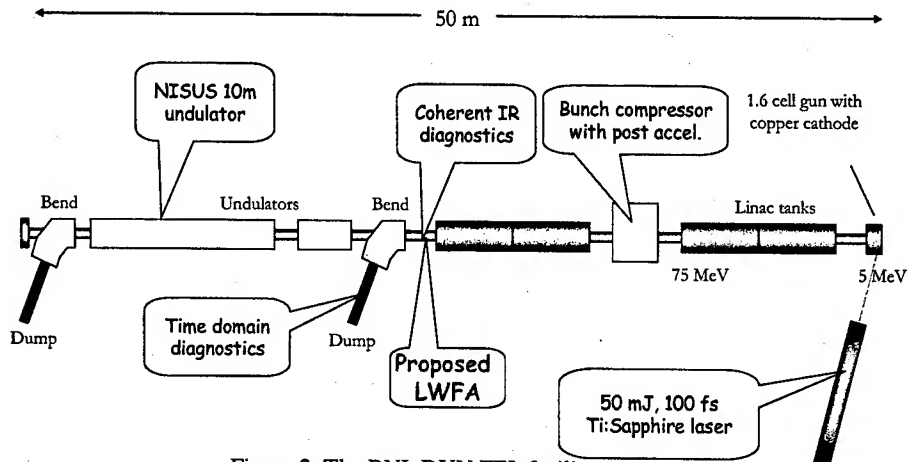 50 m
NISUS 10m
undulator
Coherent IR
diagnostics
Bunch compressor
with post accel.
1.6 cell gun with
copper cathode
Bend
Undulators
Bend
Linac tanks
75 MeV
5 MeV
Dump
Time domain
diagnostics
Dump
Proposed
LWFA
50 mJ, 100 fs
Ti:Sapphire laser